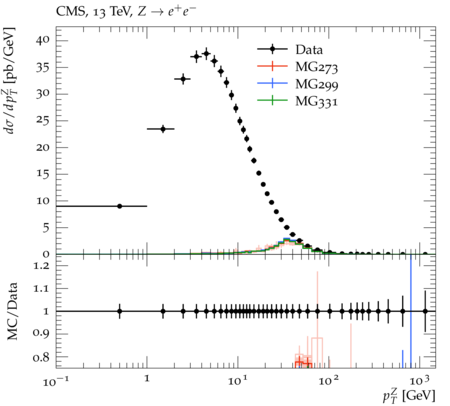 CMS, 13 TeV, Z → e⁺e⁻
dσ/dp_T^Z [pb/GeV]
Data
MG273
MG299
MG331
40
35
30
25
20
15
10
5
0
MC/Data
1.2
1.1
1
0.9
0.8
10⁻¹ 1 10¹ 10² 10³
p_T^Z [GeV]